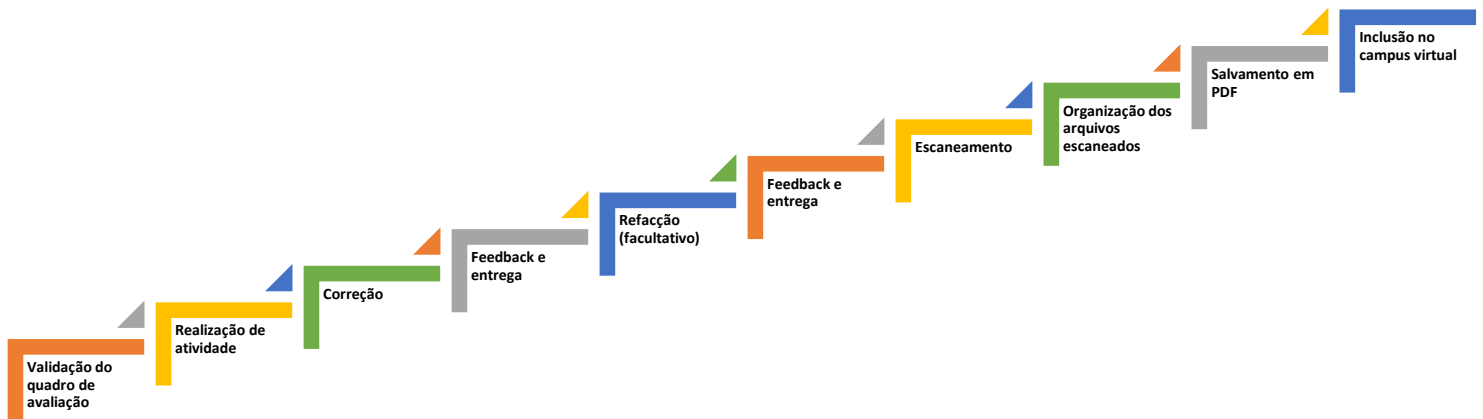 Validação do
quadro de
avaliação
Realização de
atividade
Correção
Feedback e
entrega
Refacção
(facultativo)
Feedback e
entrega
Escaneamento
Organização dos
arquivos
escaneados
Salvamento em
PDF
Inclusão no
campus virtual